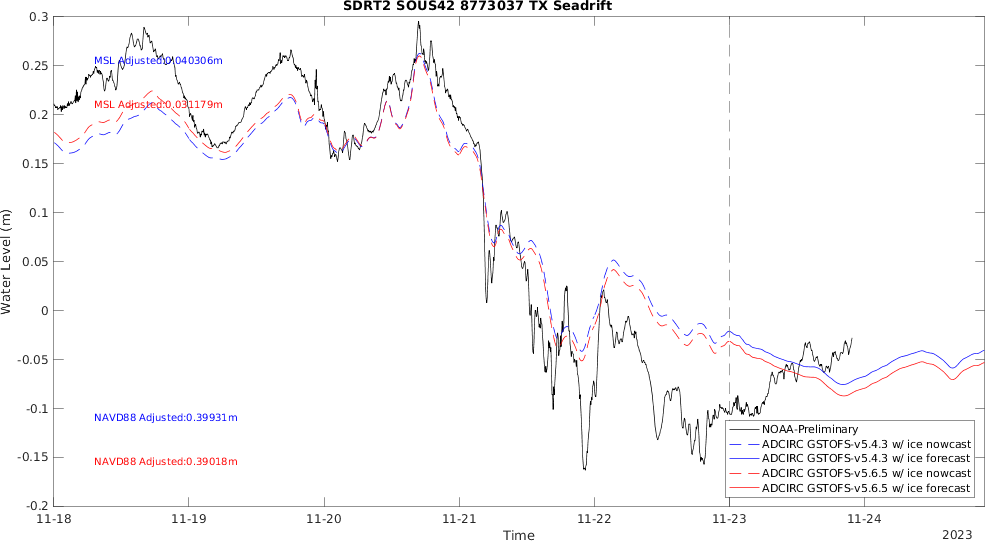 SDRT2 SOUS42 8773037 TX Seadrift
0.3
0.25
0.2
0.15
0.1
0.05
0
-0.05
-0.1
-0.15
-0.2
Water Level (m)
MSL Adjusted:0.040306m
MSL Adjusted:0.031179m
NAVD88 Adjusted:0.39931m
NAVD88 Adjusted:0.39018m
NOAA-Preliminary
ADCIRC GSTOFS-v5.4.3 w/ ice nowcast
ADCIRC GSTOFS-v5.4.3 w/ ice forecast
ADCIRC GSTOFS-v5.6.5 w/ ice nowcast
ADCIRC GSTOFS-v5.6.5 w/ ice forecast
11-18 11-19 11-20 11-21 11-22 11-23 11-24
Time
2023